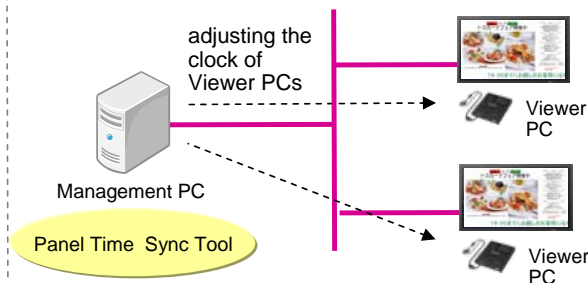 adjusting the
clock of
Viewer PCs
Viewer
PC
Management PC
Panel Time  Sync Tool
Viewer
PC